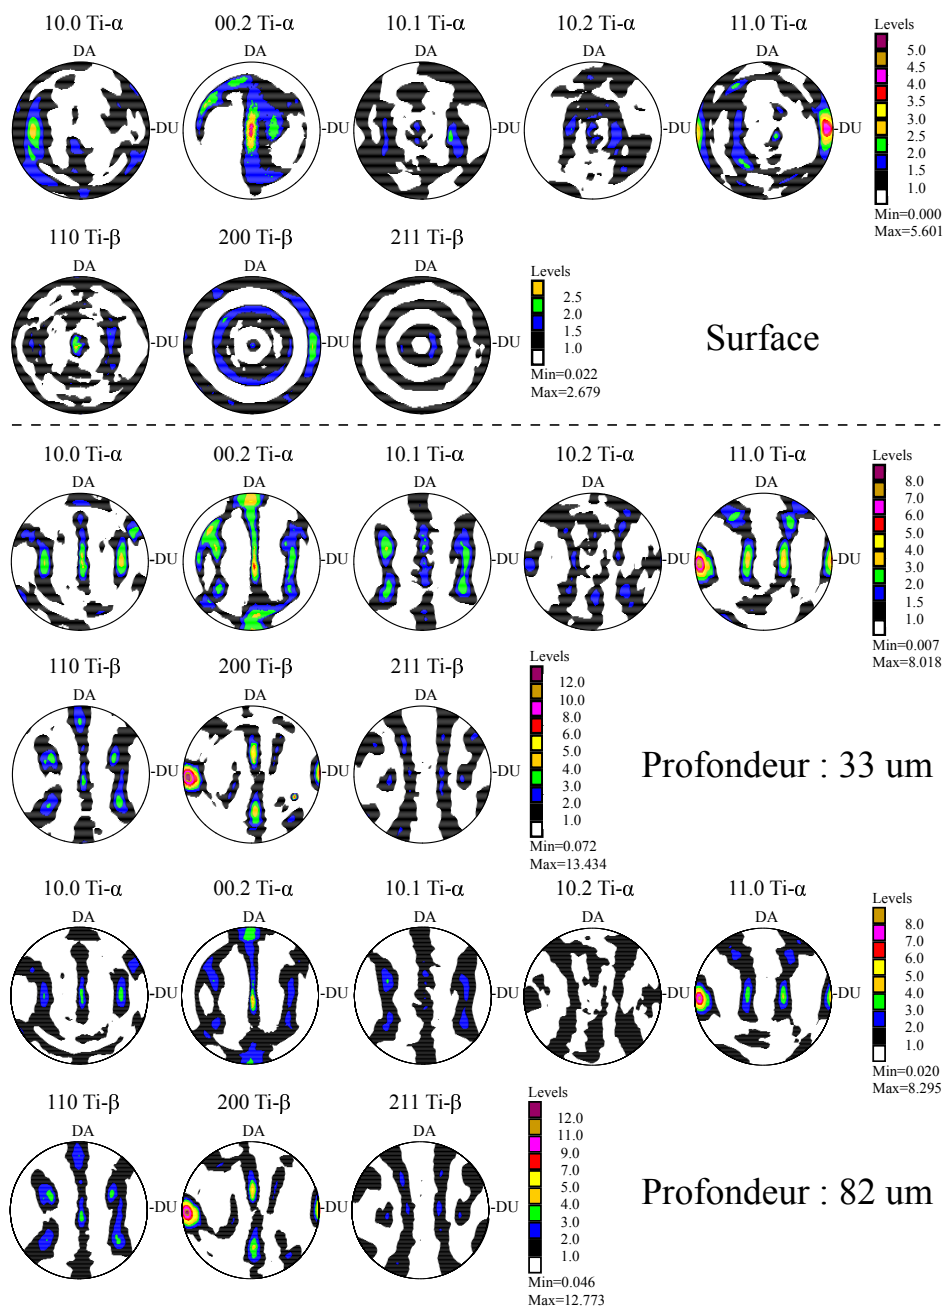 10.0 Ti-α 00.2 Ti-α 10.1 Ti-α 10.2 Ti-α 11.0 Ti-α
Levels
DA DA DA DA DA
5.0
4.5
4.0
3.5
3.0
-DU -DU -DU -DU -DU
2.5
2.0
1.5
1.0
Min=0.000
Max=5.601
110 Ti-β 200 Ti-β 211 Ti-β
DA DA DA
Levels
2.5
2.0
1.5
1.0
-DU -DU -DU
Min=0.022
Max=2.679
Surface
10.0 Ti-α 00.2 Ti-α 10.1 Ti-α 10.2 Ti-α 11.0 Ti-α
Levels
DA DA DA DA DA
8.0
7.0
6.0
5.0
4.0
-DU -DU -DU -DU -DU
3.0
2.0
1.5
1.0
Min=0.007
Max=8.018
110 Ti-β 200 Ti-β 211 Ti-β
Levels
DA DA DA
12.0
10.0
8.0
6.0
5.0
-DU -DU -DU
4.0
3.0
2.0
1.0
Min=0.072
Max=13.434
Profondeur : 33 um
10.0 Ti-α 00.2 Ti-α 10.1 Ti-α 10.2 Ti-α 11.0 Ti-α
Levels
DA DA DA DA DA
8.0
7.0
6.0
5.0
4.0
-DU -DU -DU -DU -DU
3.0
2.0
1.0
Min=0.020
Max=8.295
110 Ti-β 200 Ti-β 211 Ti-β
Levels
DA DA DA
12.0
11.0
9.0
7.0
5.0
-DU -DU -DU
4.0
3.0
2.0
1.0
Min=0.046
Max=12.773
Profondeur : 82 um